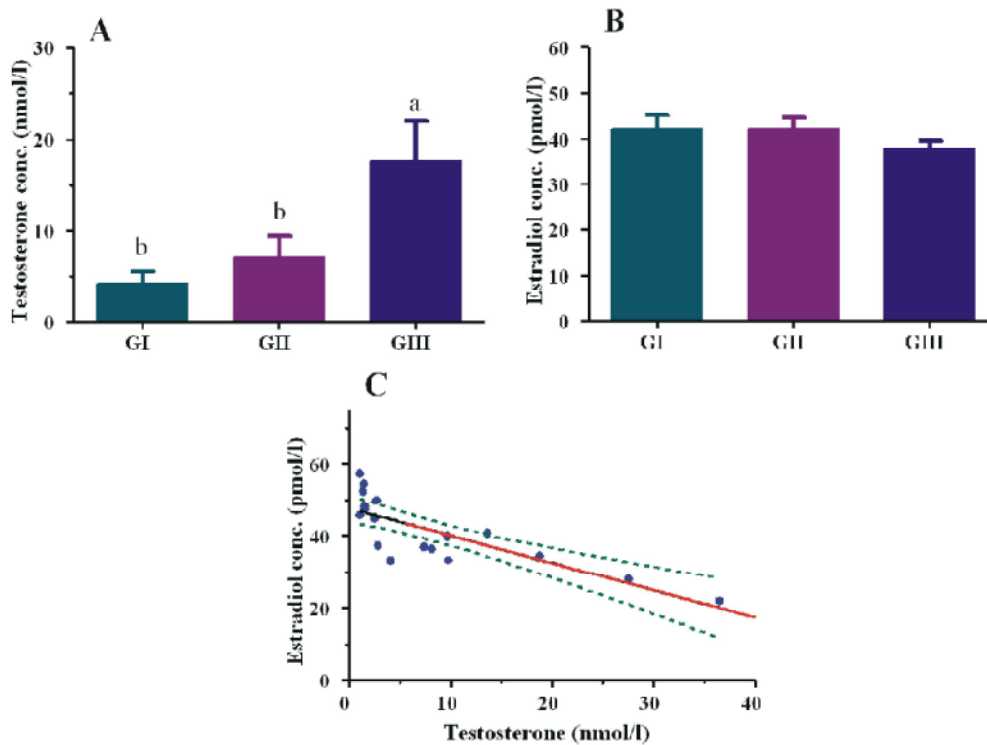 A
Testosterone conc. (nmol/l)
30
20
10
0
b
b
a
GI
GII
GIII
B
Estradiol conc. (pmol/l)
60
50
40
30
20
10
0
GI
GII
GIII
C
Estradiol conc. (pmol/l)
60
40
20
0
0
10
20
30
40
Testosterone (nmol/l)